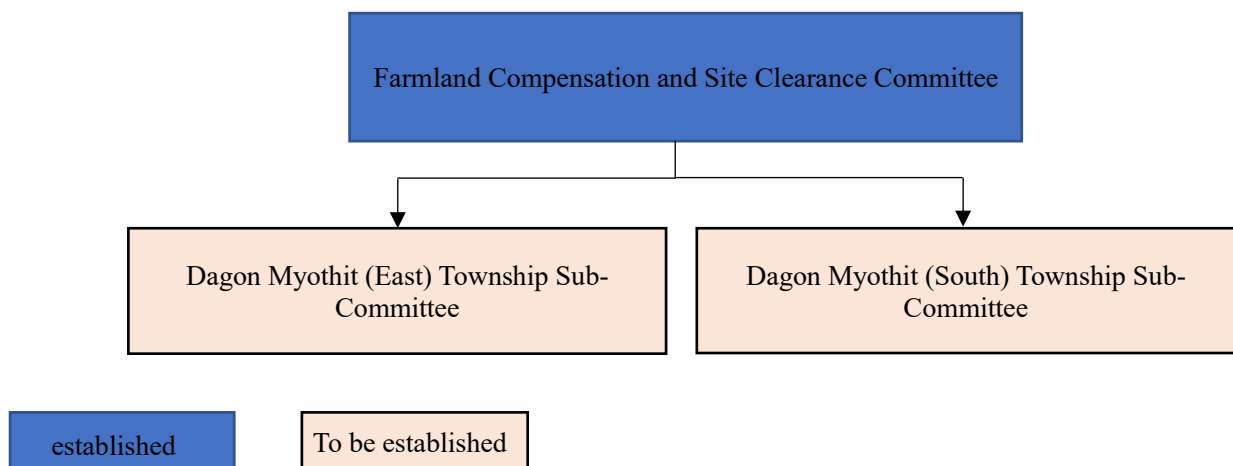 Farmland Compensation and Site Clearance Committee
Dagon Myothit (East) Township Sub-
Committee
Dagon Myothit (South) Township Sub-
Committee
established
To be established